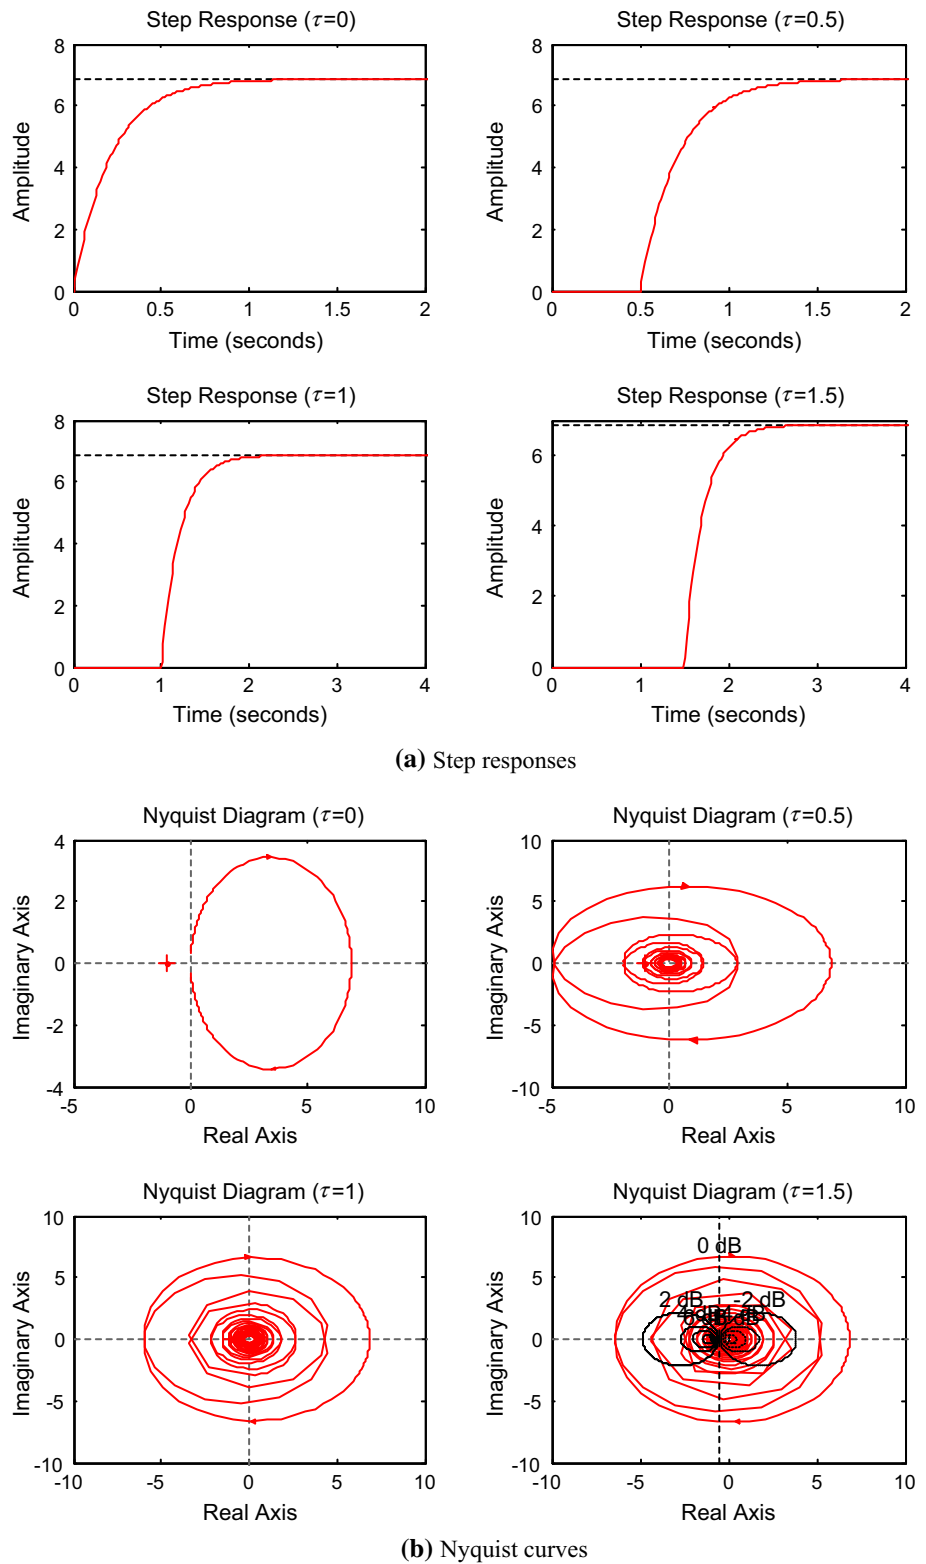 Step Response (τ=0)
Step Response (τ=0.5)
8
6
4
2
0
Amplitude
0
0.5
1
1.5
2
Time (seconds)
8
6
4
2
0
Amplitude
0
0.5
1
1.5
2
Time (seconds)
Step Response (τ=1)
Step Response (τ=1.5)
8
6
4
2
0
Amplitude
0
1
2
3
4
Time (seconds)
6
4
2
0
Amplitude
0
1
2
3
4
Time (seconds)
(a) Step responses
Nyquist Diagram (τ=0)
Nyquist Diagram (τ=0.5)
4
2
0
-2
-4
Imaginary Axis
-5
0
5
10
Real Axis
10
5
0
-5
-10
Imaginary Axis
-5
0
5
10
Real Axis
Nyquist Diagram (τ=1)
Nyquist Diagram (τ=1.5)
10
5
0
-5
-10
Imaginary Axis
-10
-5
0
5
10
Real Axis
10
5
0
-5
-10
Imaginary Axis
0 dB
2 dB
-2 dB
-10
-5
0
5
10
Real Axis
(b) Nyquist curves